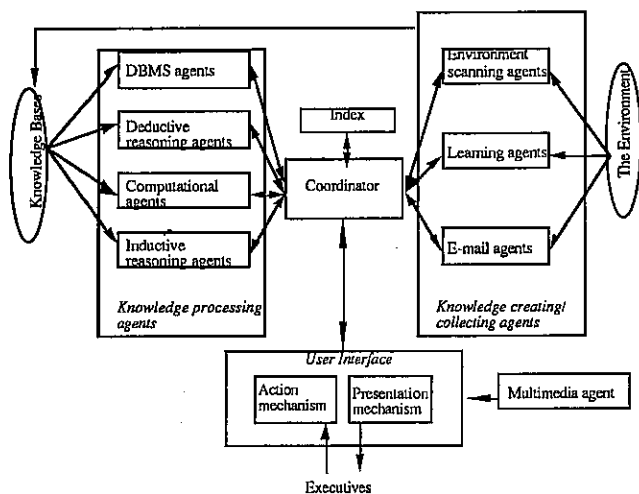 Knowledge Bases
DBMS agents
Deductive
reasoning agents
Computational
agents
Inductive
reasoning agents
Knowledge processing
agents
Index
Coordinator
Environment
scanning agents
Learning agents
E-mail agents
Knowledge creating/
collecting agents
The Environment
User Interface
Action
mechanism
Presentation
mechanism
Multimedia agent
Executives